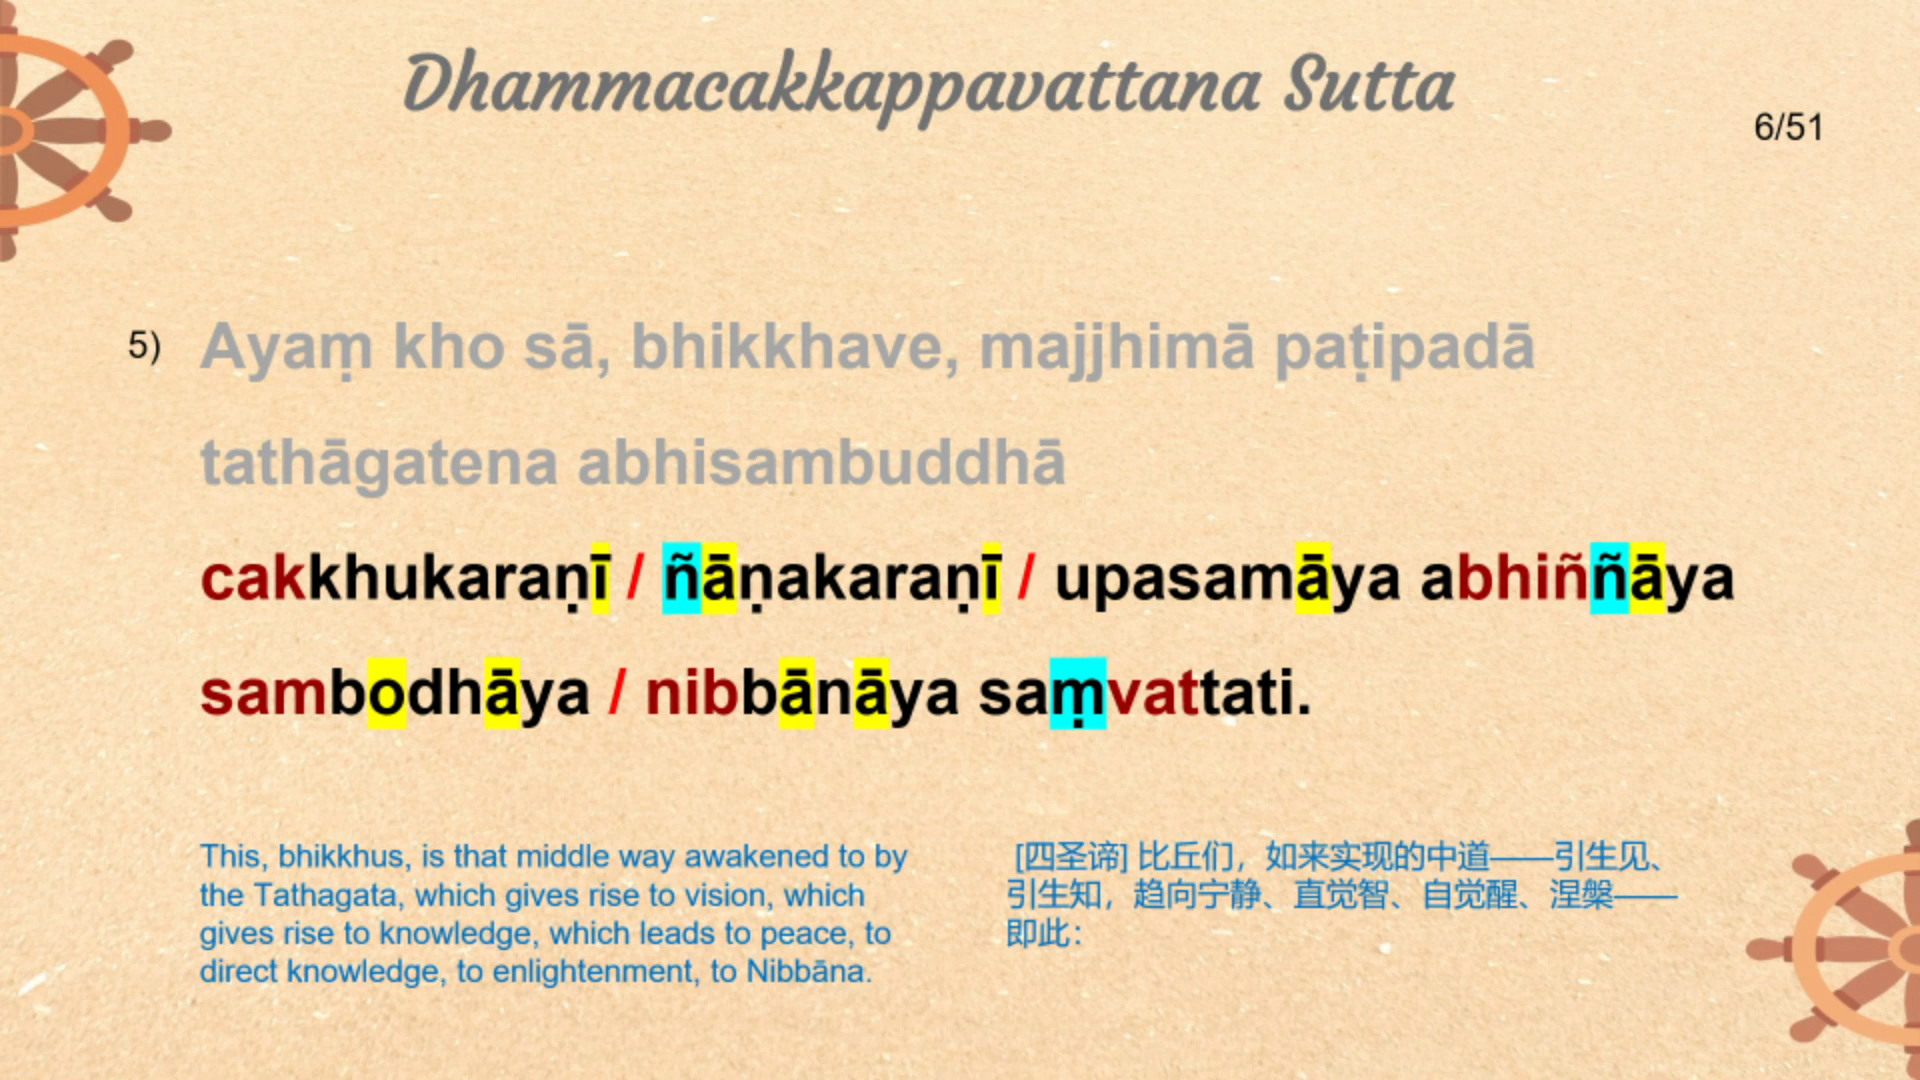 Dhammacakkappavattana Sutta
6/51
5) Ayaṃ kho sā, bhikkhave, majjhimā paṭipadā
tathāgatena abhisambuddhā
cakkhukaraṇī / ñāṇakaraṇī / upasamāya abhiññāya
sambodhāya / nibbānāya saṃvattati.
This, bhikkhus, is that middle way awakened to by
the Tathagata, which gives rise to vision, which
gives rise to knowledge, which leads to peace, to
direct knowledge, to enlightenment, to Nibbāna.
[四圣谛] 比丘们，如来实现的中道——引生见、
引生知，趋向宁静、直觉智、自觉醒、涅槃——
即此：